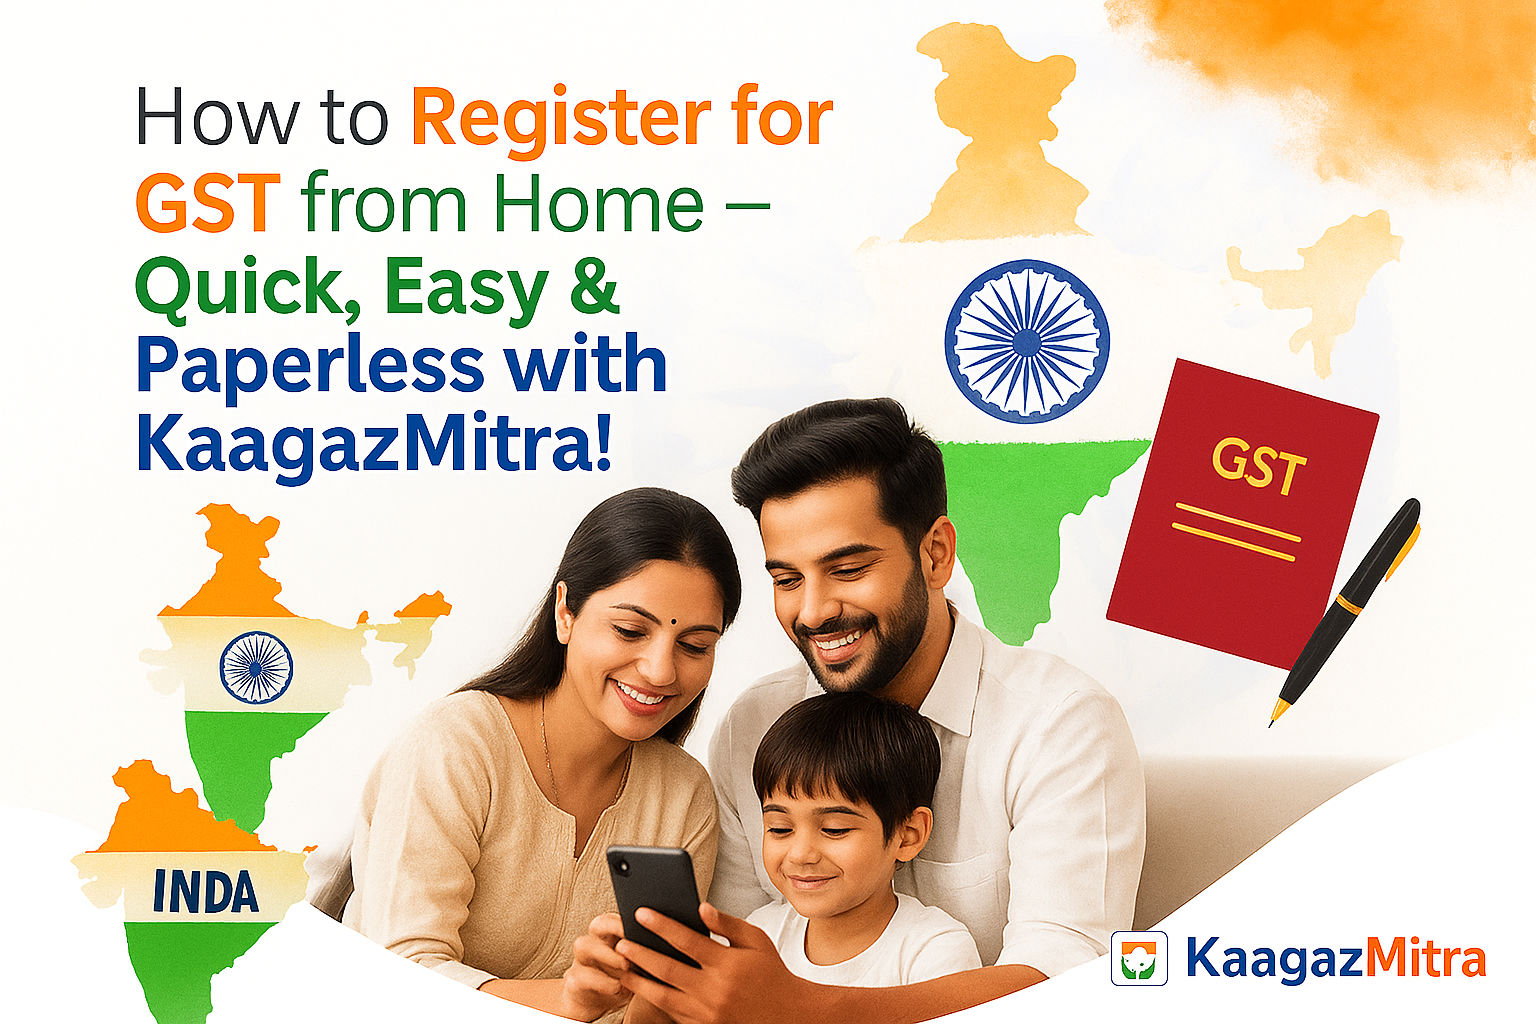 How to Register for
GST from Home –
Quick, Easy &
Paperless with
KaagazMitra!
GST
INDA
KaagazMitra